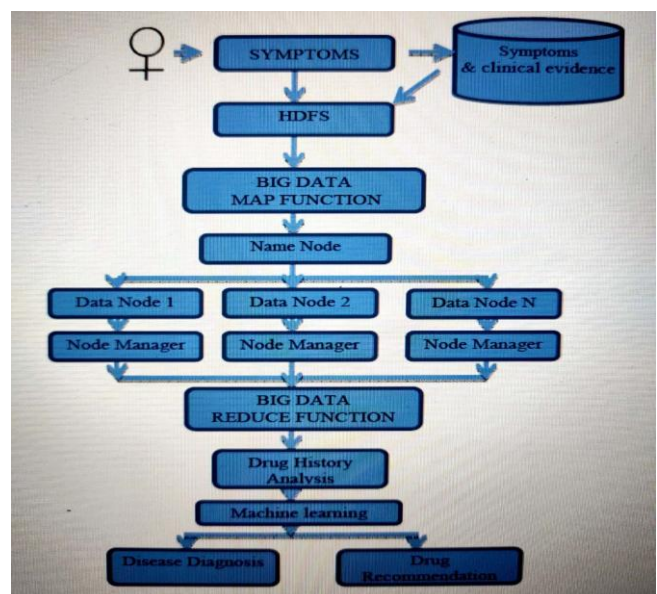 SYMPTOMS
Symptoms
& clinical evidence
HDFS
BIG DATA
MAP FUNCTION
Name Node
Data Node 1
Data Node 2
Data Node N
Node Manager
Node Manager
Node Manager
BIG DATA
REDUCE FUNCTION
Drug History
Analysis
Machine learning
Disease Diagnosis
Drug
Recommendation